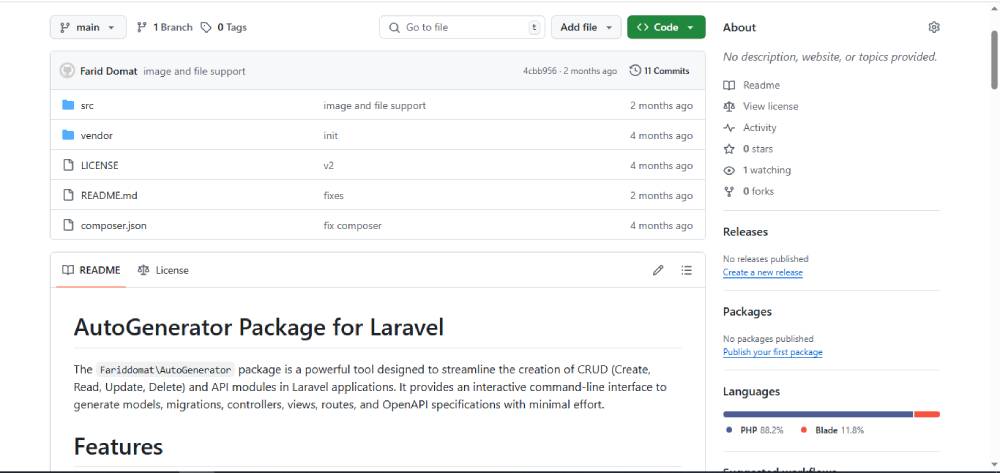 main 1 Branch 0 Tags Go to file t Add file Code
Farid Domat image and file support 4cbb956 · 2 months ago 11 Commits
src image and file support 2 months ago
vendor init 4 months ago
LICENSE v2 4 months ago
README.md fixes 2 months ago
composer.json fix composer 4 months ago
README License
AutoGenerator Package for Laravel
The Fariddomat\AutoGenerator package is a powerful tool designed to streamline the creation of CRUD (Create,
Read, Update, Delete) and API modules in Laravel applications. It provides an interactive command-line interface to
generate models, migrations, controllers, views, routes, and OpenAPI specifications with minimal effort.
Features
About
No description, website, or topics provided.
Readme
View license
Activity
0 stars
1 watching
0 forks
Releases
No releases published
Create a new release
Packages
No packages published
Publish your first package
Languages
PHP 88.2% Blade 11.8%
Suggested workflows